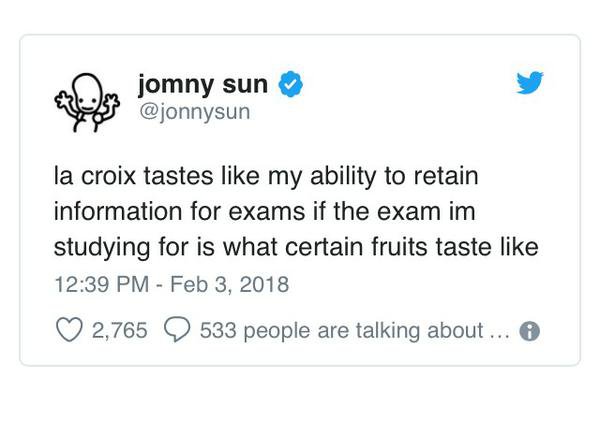 jomny sun
@jonnysun
la croix tastes like my ability to retain
information for exams if the exam im
studying for is what certain fruits taste like
12:39 PM - Feb 3, 2018
2,765 533 people are talking about ...